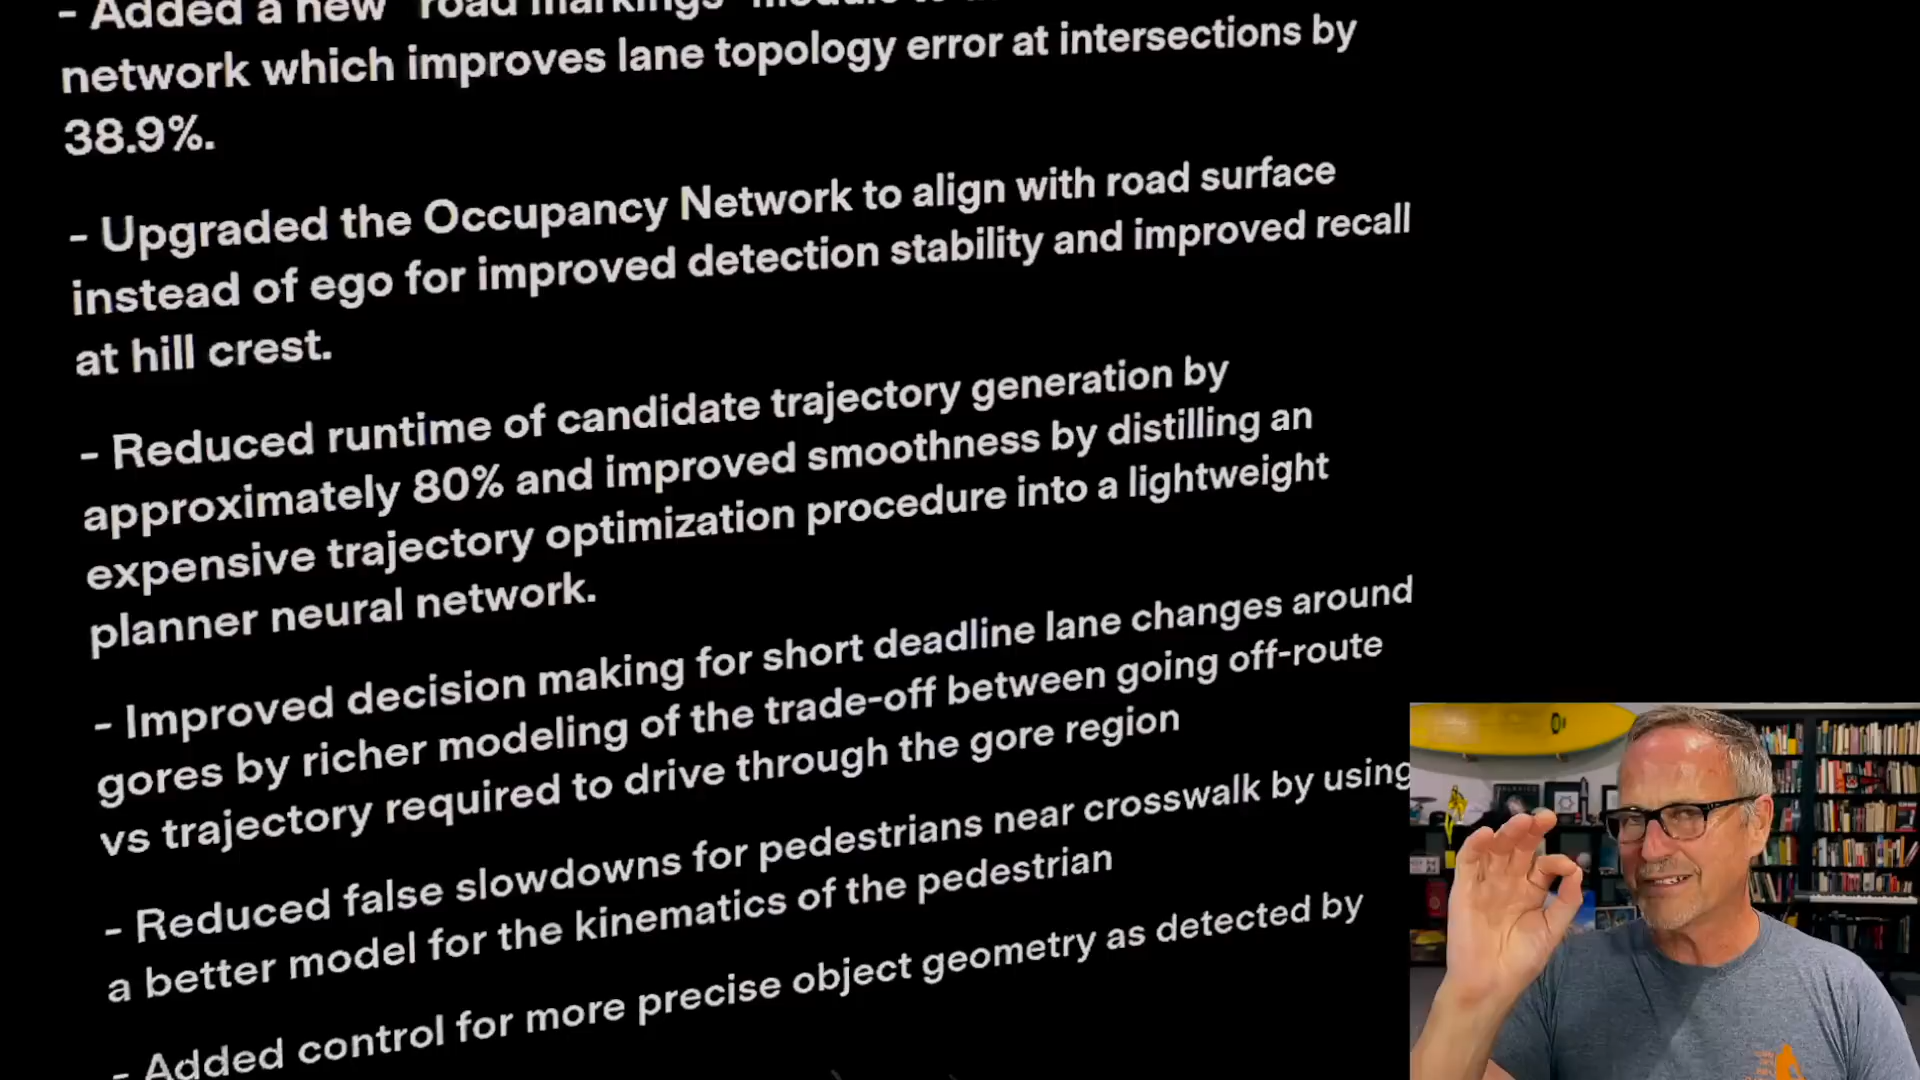 - Added a new "road markings" module to
network which improves lane topology error at intersections by
38.9%.
- Upgraded the Occupancy Network to align with road surface
instead of ego for improved detection stability and improved recall
at hill crest.
- Reduced runtime of candidate trajectory generation by
approximately 80% and improved smoothness by distilling an
expensive trajectory optimization procedure into a lightweight
planner neural network.
- Improved decision making for short deadline lane changes around
gores by richer modeling of the trade-off between going off-route
vs trajectory required to drive through the gore region
- Reduced false slowdowns for pedestrians near crosswalk by using
a better model for the kinematics of the pedestrian
- Added control for more precise object geometry as detected by